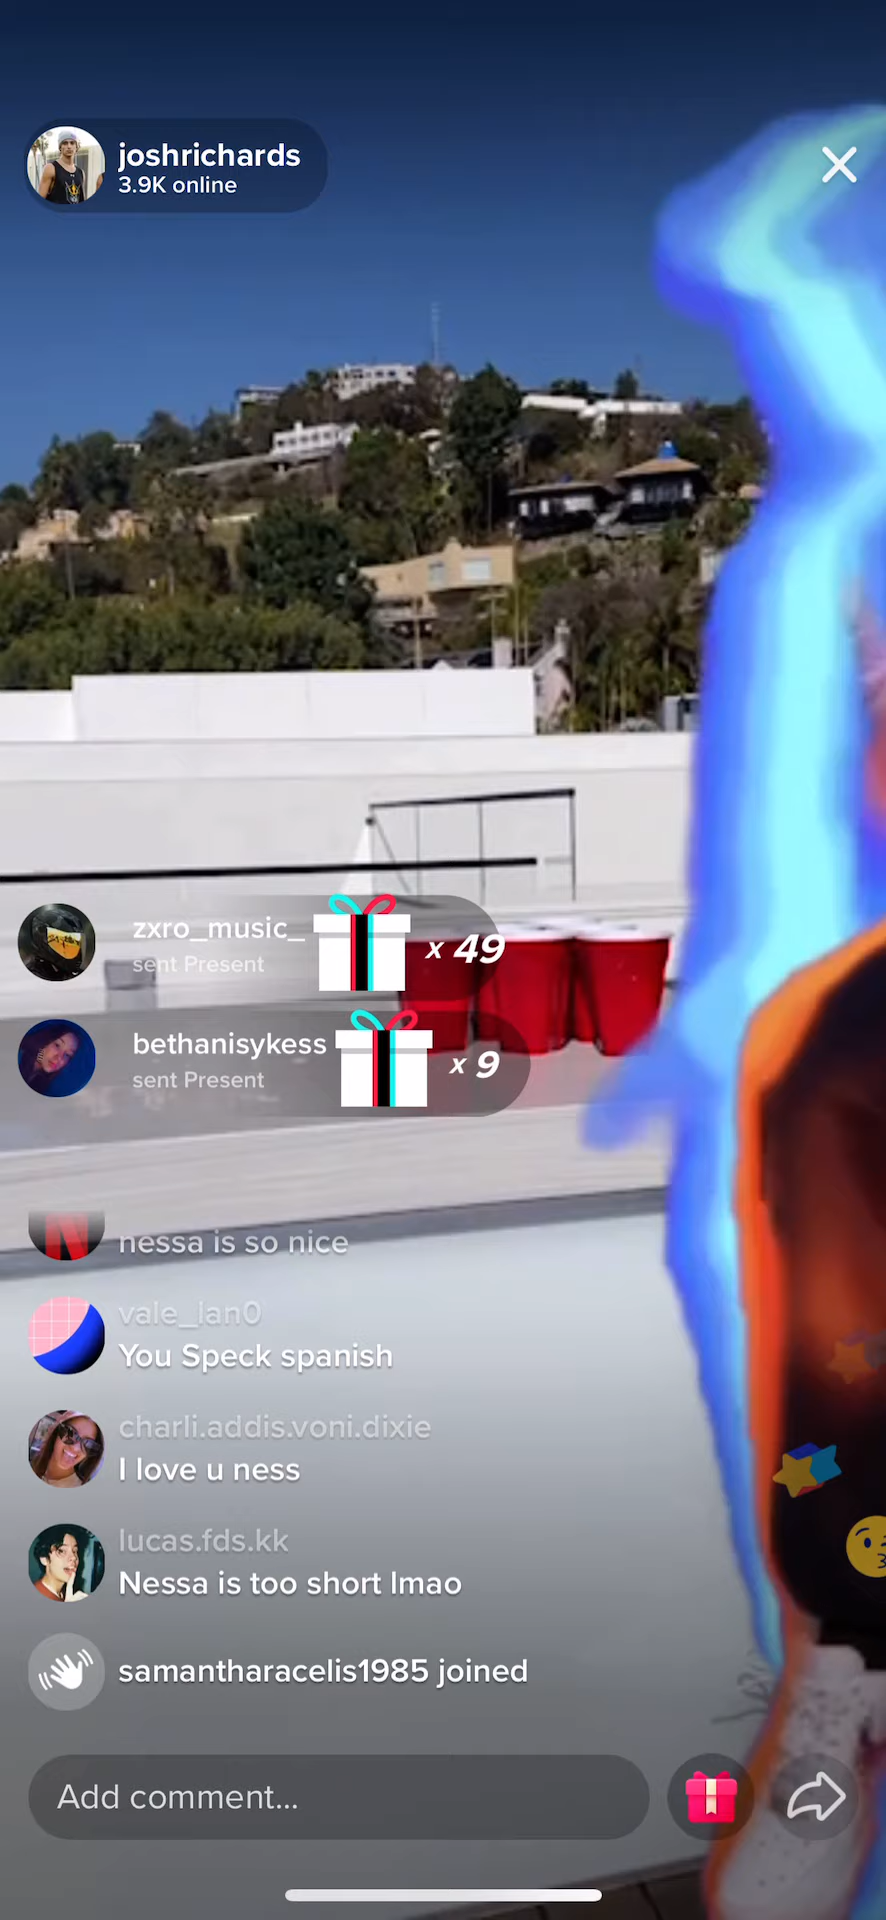 joshrichards
3.9K online
zxro_music_
sent Present
x 49
bethanisykess
sent Present
x 9
nessa is so nice
vale_lan0
You Speck spanish
charli.addis.voni.dixie
I love u ness
lucas.fds.kk
Nessa is too short lmao
samantharacelis1985 joined
Add comment...